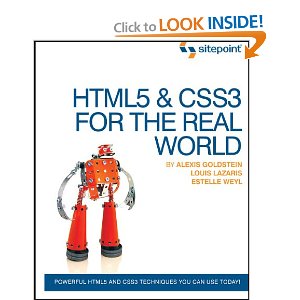 Click to LOOK INSIDE!
sitepoint
HTML5 & CSS3
FOR THE REAL
WORLD
BY ALEXIS GOLDSTEIN
LOUIS LAZARIS
ESTELLE WEYL
POWERFUL HTML5 AND CSS3 TECHNIQUES YOU CAN USE TODAY!